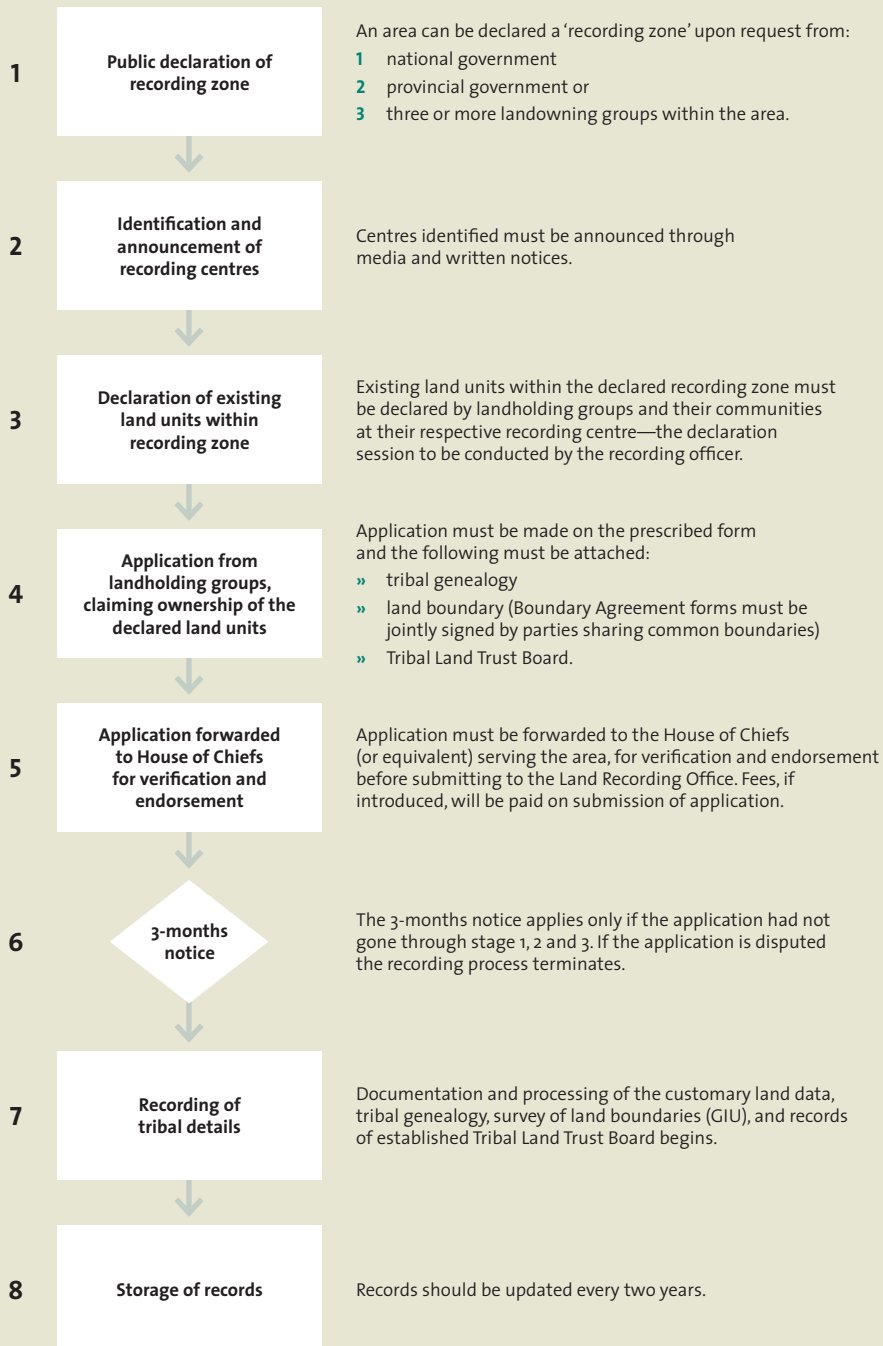 1
Public declaration of
recording zone
An area can be declared a ‘recording zone’ upon request from:
1 national government
2 provincial government or
3 three or more landowning groups within the area.
2
Identification and
announcement of
recording centres
Centres identified must be announced through
media and written notices.
3
Declaration of existing
land units within
recording zone
Existing land units within the declared recording zone must
be declared by landholding groups and their communities
at their respective recording centre—the declaration
session to be conducted by the recording officer.
4
Application from
landholding groups,
claiming ownership of the
declared land units
Application must be made on the prescribed form
and the following must be attached:
» tribal genealogy
» land boundary (Boundary Agreement forms must be
jointly signed by parties sharing common boundaries)
» Tribal Land Trust Board.
5
Application forwarded
to House of Chiefs
for verification and
endorsement
Application must be forwarded to the House of Chiefs
(or equivalent) serving the area, for verification and endorsement
before submitting to the Land Recording Office. Fees, if
introduced, will be paid on submission of application.
6
3-months
notice
The 3-months notice applies only if the application had not
gone through stage 1, 2 and 3. If the application is disputed
the recording process terminates.
7
Recording of
tribal details
Documentation and processing of the customary land data,
tribal genealogy, survey of land boundaries (GIU), and records
of established Tribal Land Trust Board begins.
8
Storage of records
Records should be updated every two years.